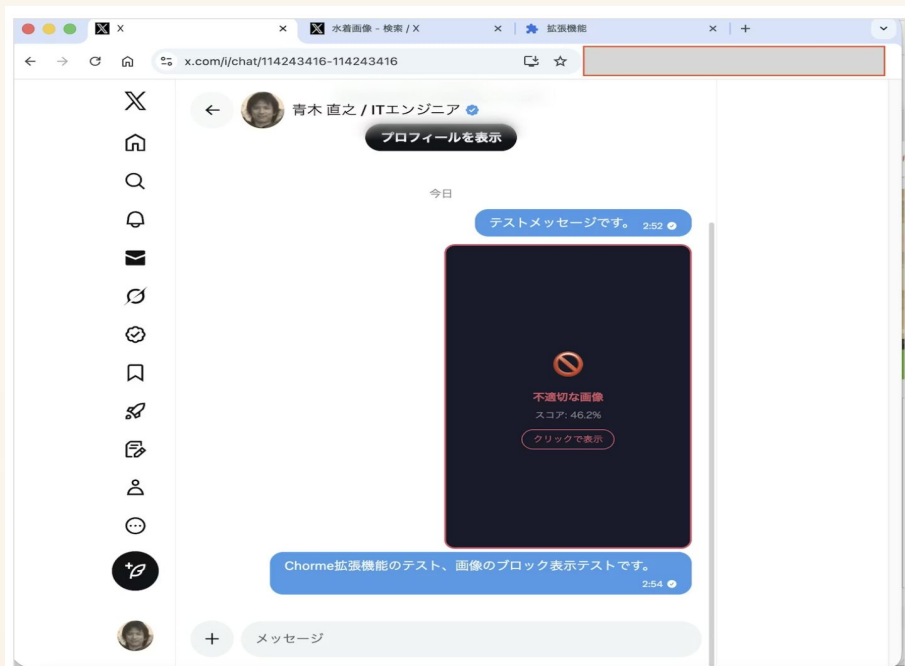 X
水着画像 - 検索 / X
拡張機能
x.com/i/chat/114243416-114243416
青木 直之 / ITエンジニア
プロフィールを表示
今日
テストメッセージです。 2:52
不適切な画像
スコア: 46.2%
クリックで表示
Chorme拡張機能のテスト、画像のブロック表示テストです。
2:54
メッセージ